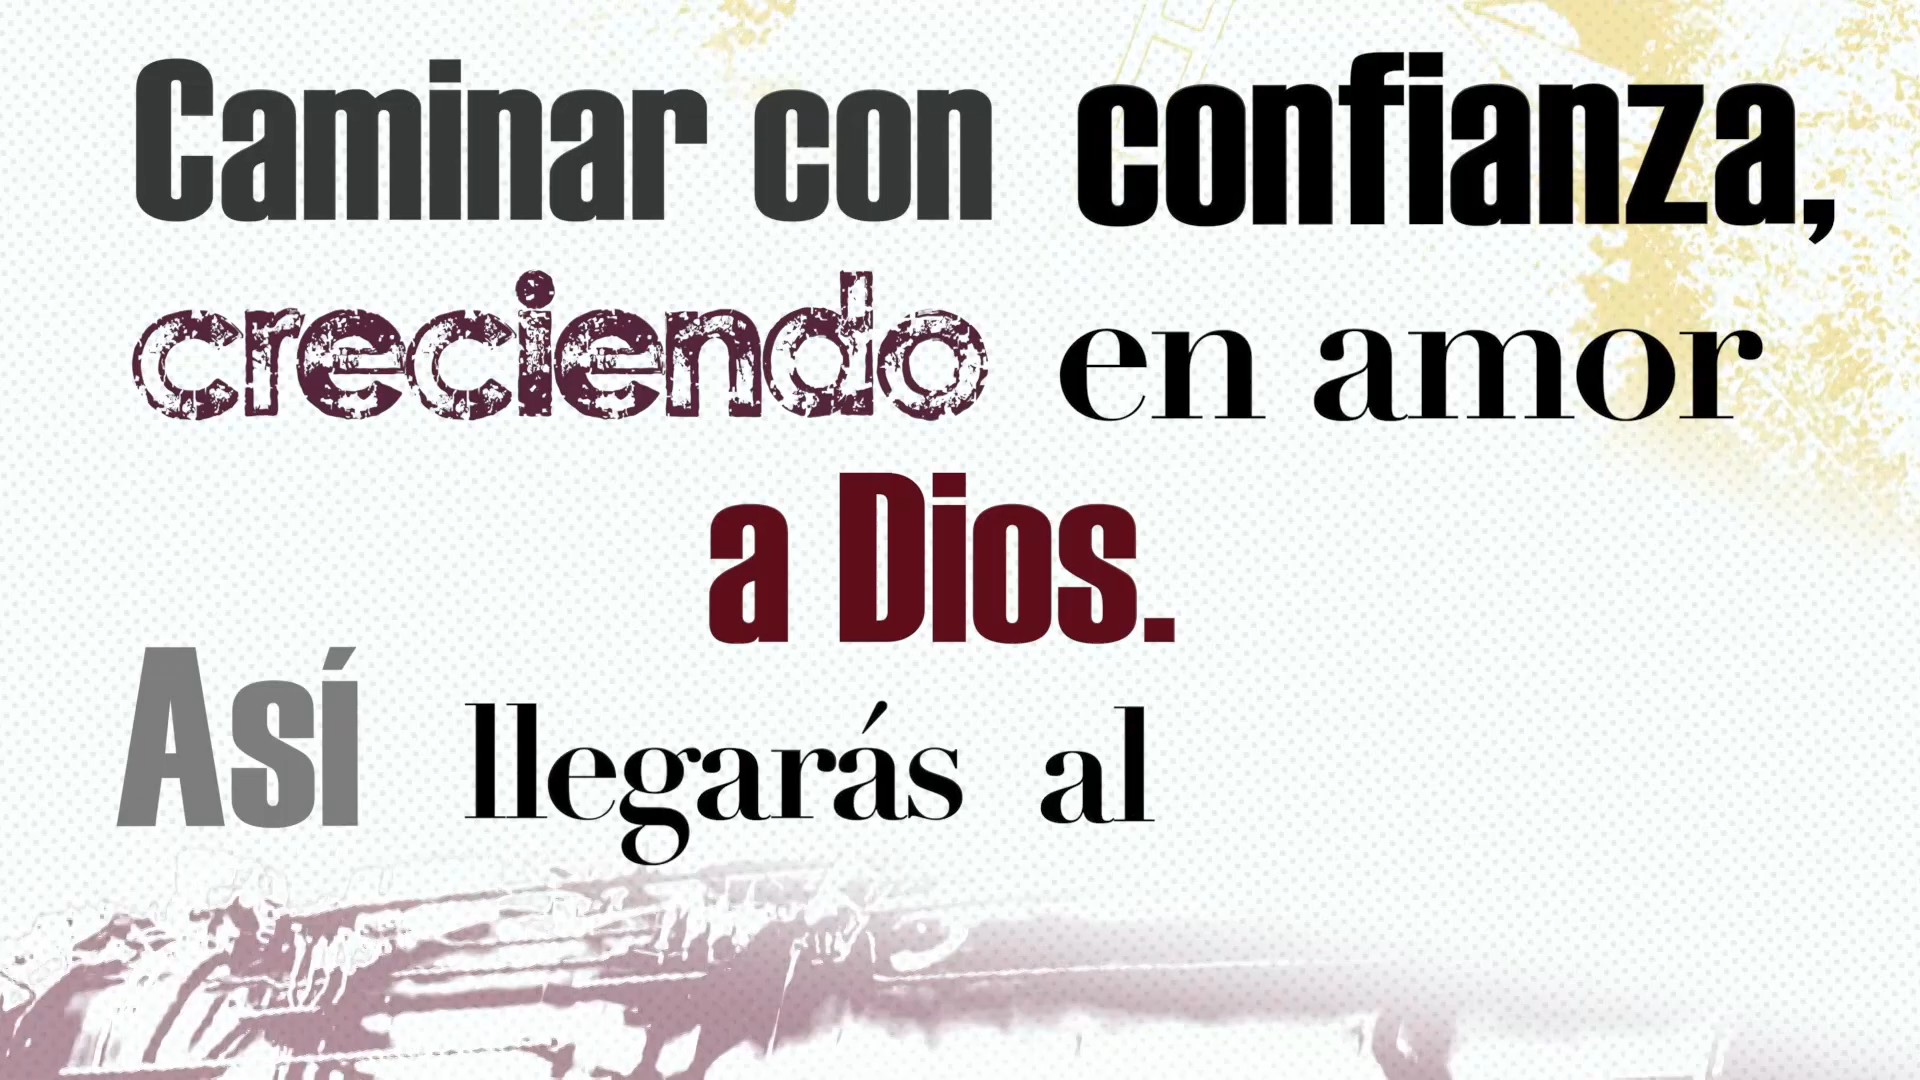 Caminar con confianza,
creciendo en amor
a Dios.
Así llegarás al